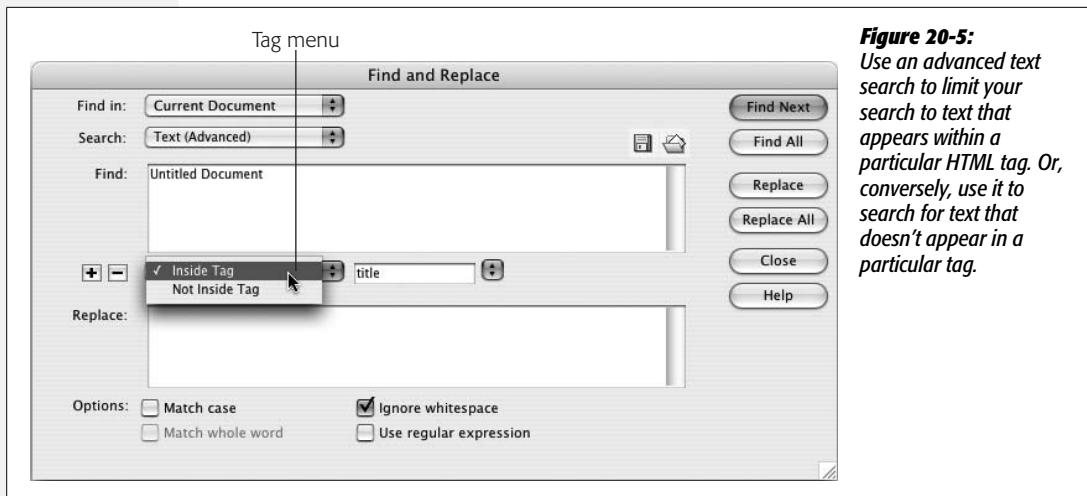 Tag menu
Find and Replace
Find in: Current Document
Find Next
Search: Text (Advanced)
Find All
Find: Untitled Document
Replace
Replace All
✓ Inside Tag
title
Close
Not Inside Tag
Help
Replace:
Options: Match case
Ignore whitespace
Match whole word
Use regular expression
Figure 20-5:
Use an advanced text
search to limit your
search to text that
appears within a
particular HTML tag. Or,
conversely, use it to
search for text that
doesn't appear in a
particular tag.